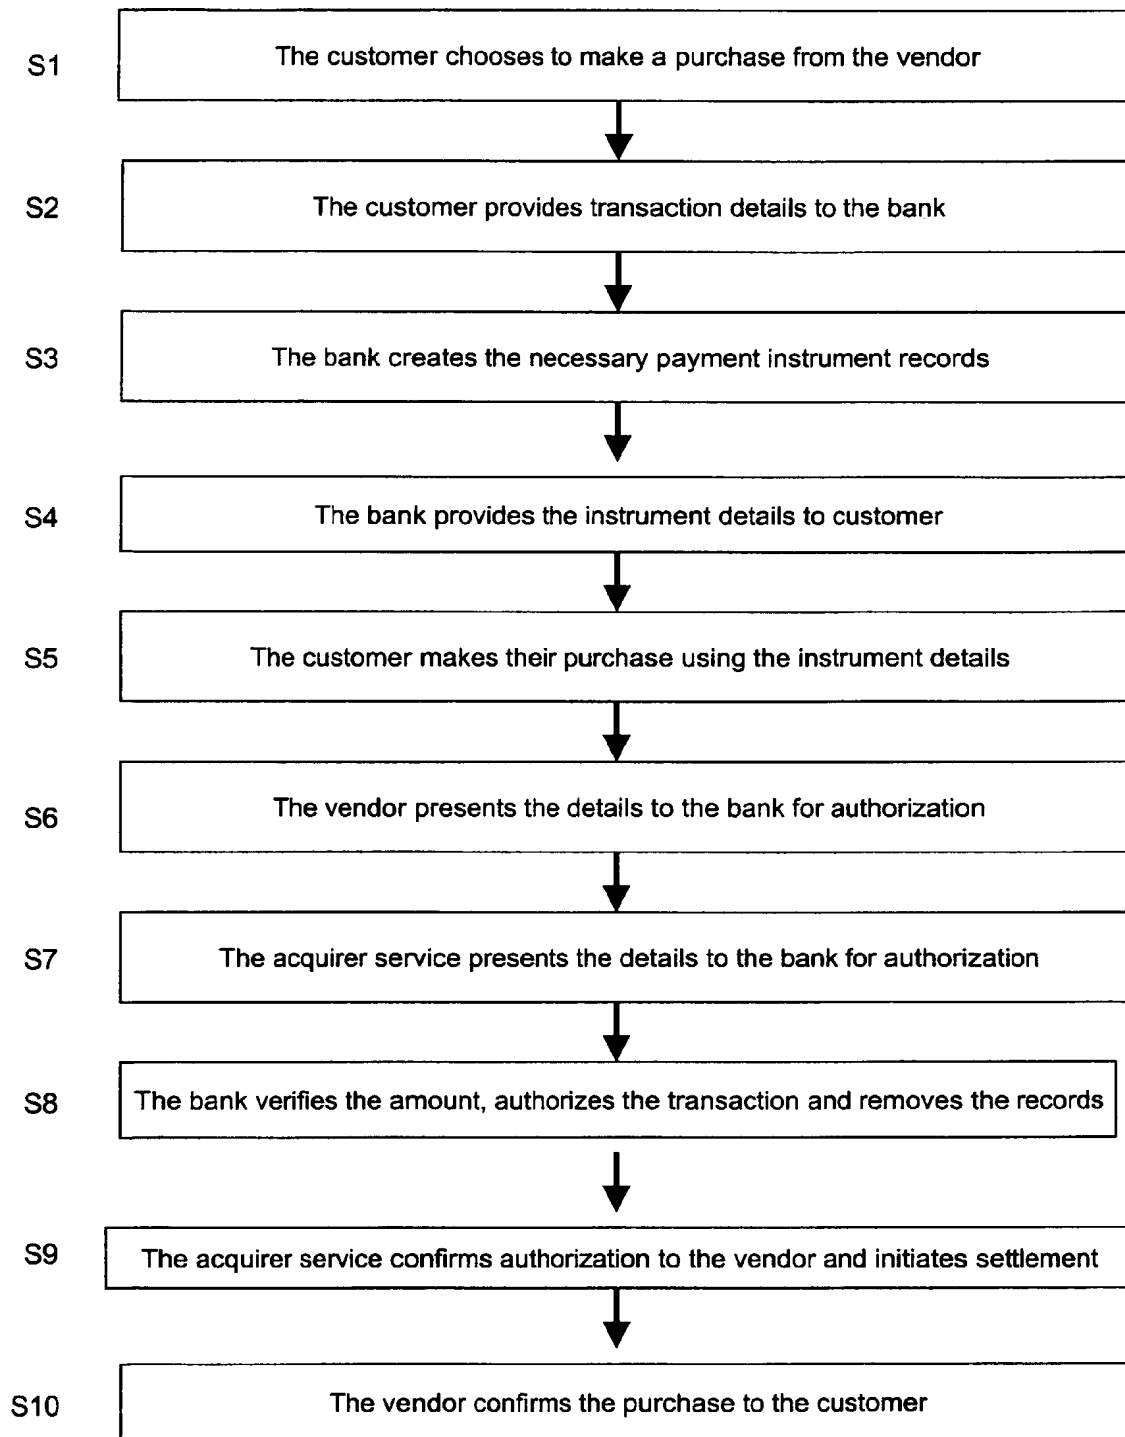 S1
The customer chooses to make a purchase from the vendor
S2
The customer provides transaction details to the bank
S3
The bank creates the necessary payment instrument records
S4
The bank provides the instrument details to customer
S5
The customer makes their purchase using the instrument details
S6
The vendor presents the details to the bank for authorization
S7
The acquirer service presents the details to the bank for authorization
S8
The bank verifies the amount, authorizes the transaction and removes the records
S9
The acquirer service confirms authorization to the vendor and initiates settlement
S10
The vendor confirms the purchase to the customer